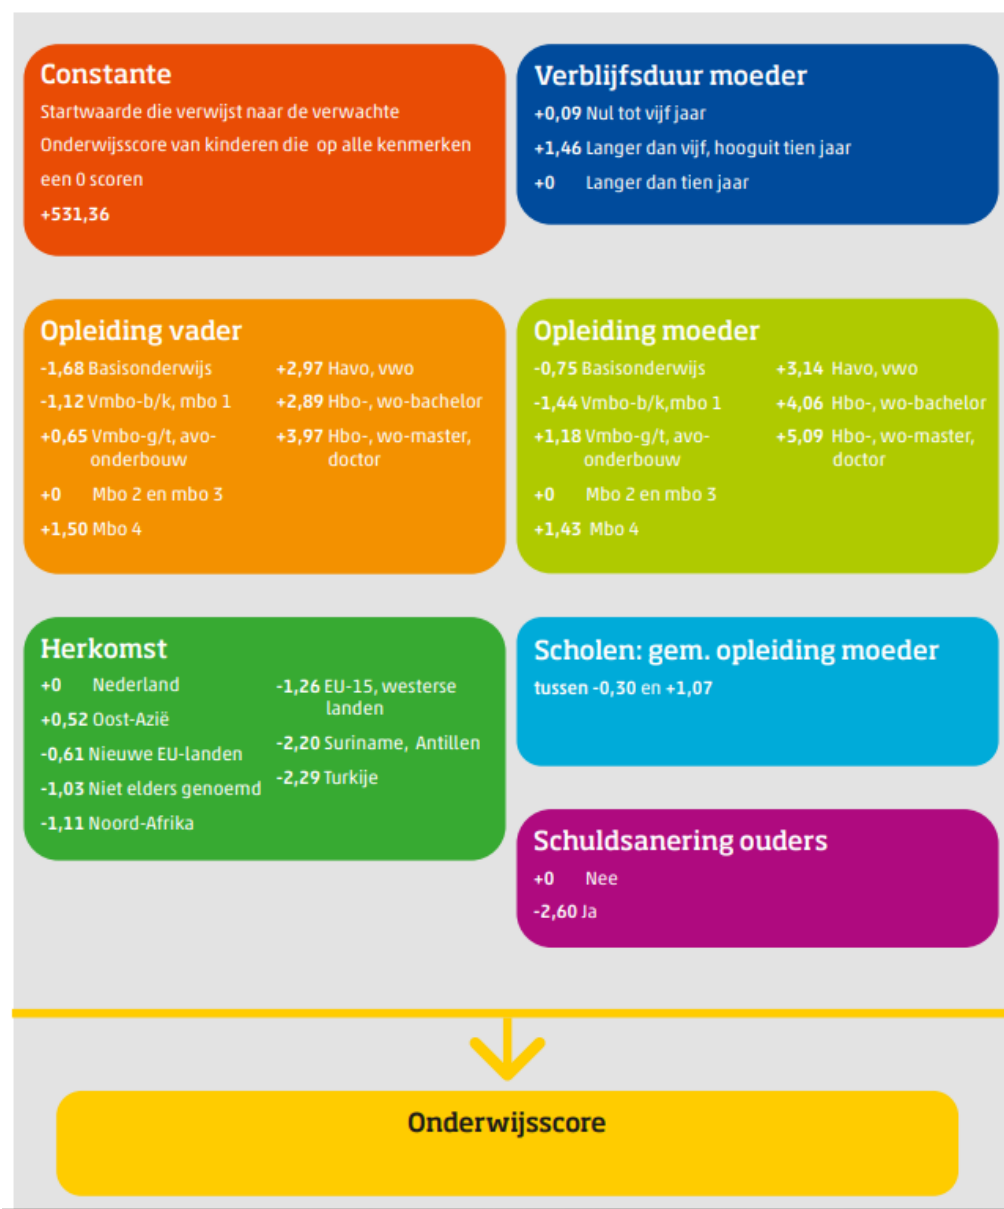 Constante
Startwaarde die verwijst naar de verwachte
Onderwijsscore van kinderen die op alle kenmerken
een 0 scoren
+531,36
Verblijfsduur moeder
+0,09 Nul tot vijf jaar
+1,46 Langer dan vijf, hooguit tien jaar
+0 Langer dan tien jaar
Opleiding vader
-1,68 Basisonderwijs
-1,12 Vmbo-b/k, mbo 1
+0,65 Vmbo-g/t, avo-
onderbouw
+0 Mbo 2 en mbo 3
+1,50 Mbo 4
+2,97 Havo, vwo
+2,89 Hbo-, wo-bachelor
+3,97 Hbo-, wo-master,
doctor
Opleiding moeder
-0,75 Basisonderwijs
-1,44 Vmbo-b/k,mbo 1
+1,18 Vmbo-g/t, avo-
onderbouw
+0 Mbo 2 en mbo 3
+1,43 Mbo 4
+3,14 Havo, vwo
+4,06 Hbo-, wo-bachelor
+5,09 Hbo-, wo-master,
doctor
Herkomst
+0 Nederland
+0,52 Oost-Azië
-0,61 Nieuwe EU-landen
-1,03 Niet elders genoemd
-1,11 Noord-Afrika
-1,26 EU-15, westerse
landen
-2,20 Suriname, Antillen
-2,29 Turkije
Scholen: gem. opleiding moeder
tussen -0,30 en +1,07
Schuldsanering ouders
+0 Nee
-2,60 Ja
Onderwijsscore